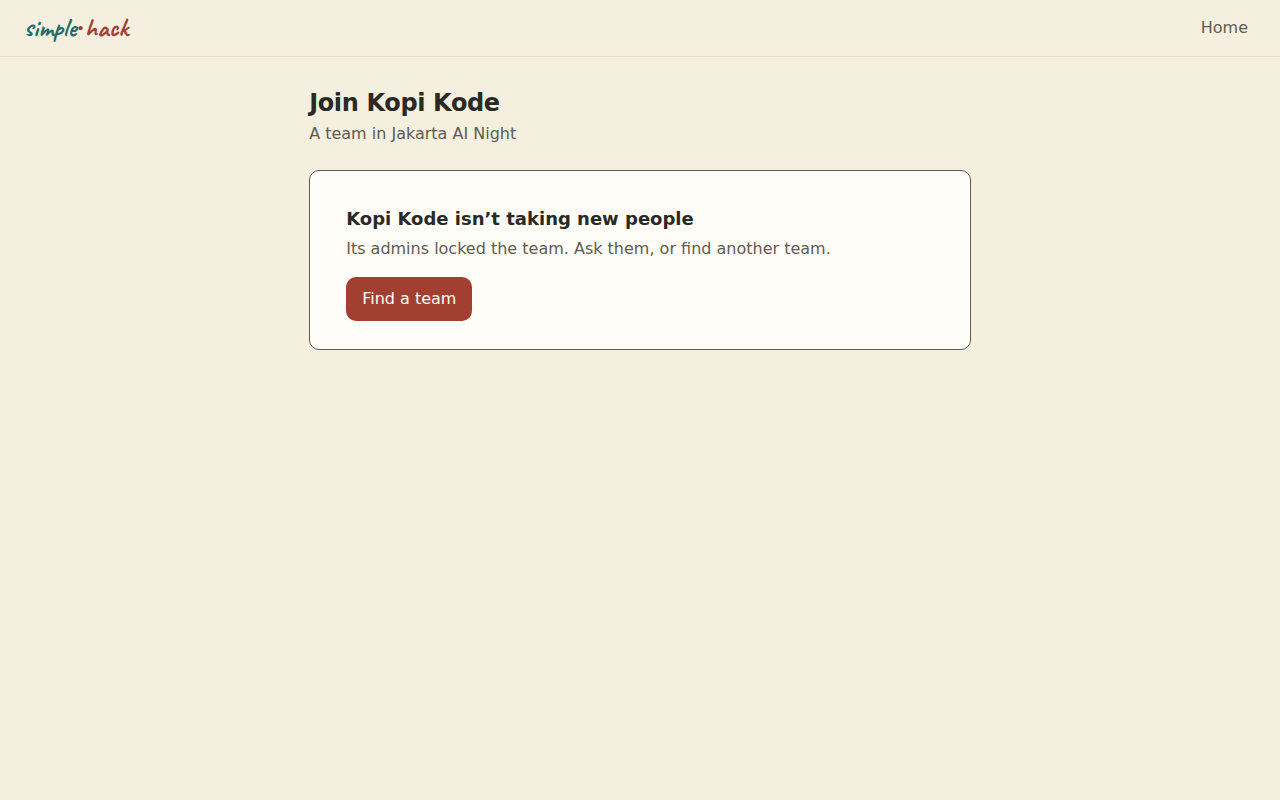 simple·hack
Home
Join Kopi Kode
A team in Jakarta AI Night
Kopi Kode isn’t taking new people
Its admins locked the team. Ask them, or find another team.
Find a team